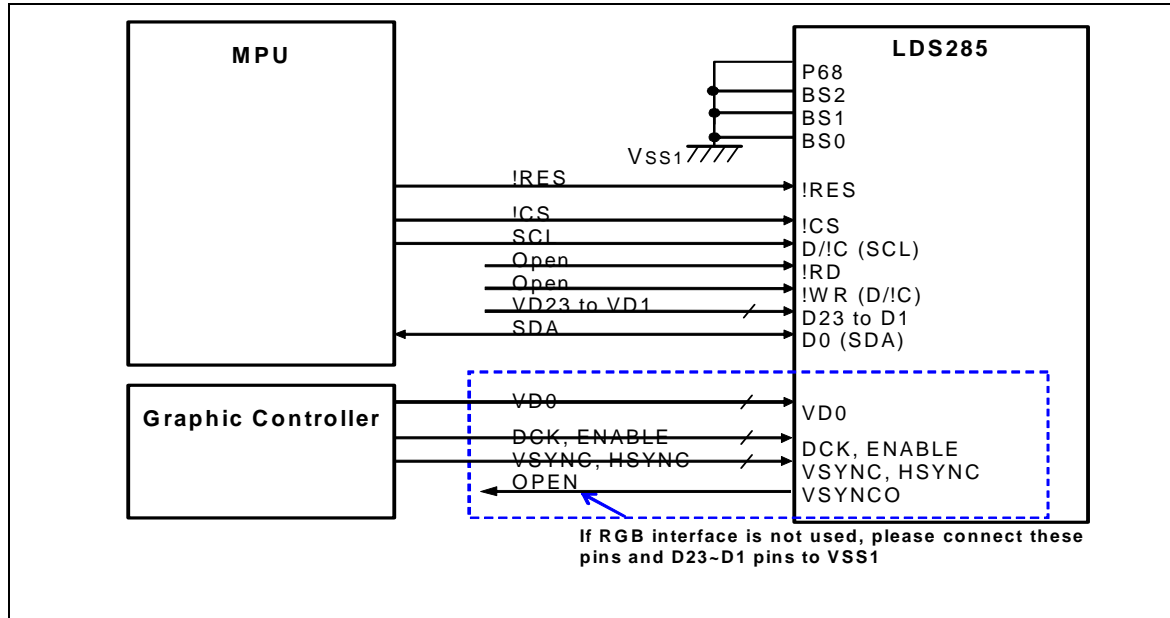 MPU
LDS285
P68
BS2
BS1
BS0
VSS1
!RES
!RES
!CS
!CS
SCL
D/!C (SCL)
Open
!RD
Open
!WR (D/!C)
VD23 to VD1
D23 to D1
SDA
D0 (SDA)
Graphic Controller
VD0
VD0
DCK, ENABLE
DCK, ENABLE
VSYNC, HSYNC
VSYNC, HSYNC
OPEN
VSYNCO
If RGB interface is not used, please connect these
pins and D23~D1 pins to VSS1